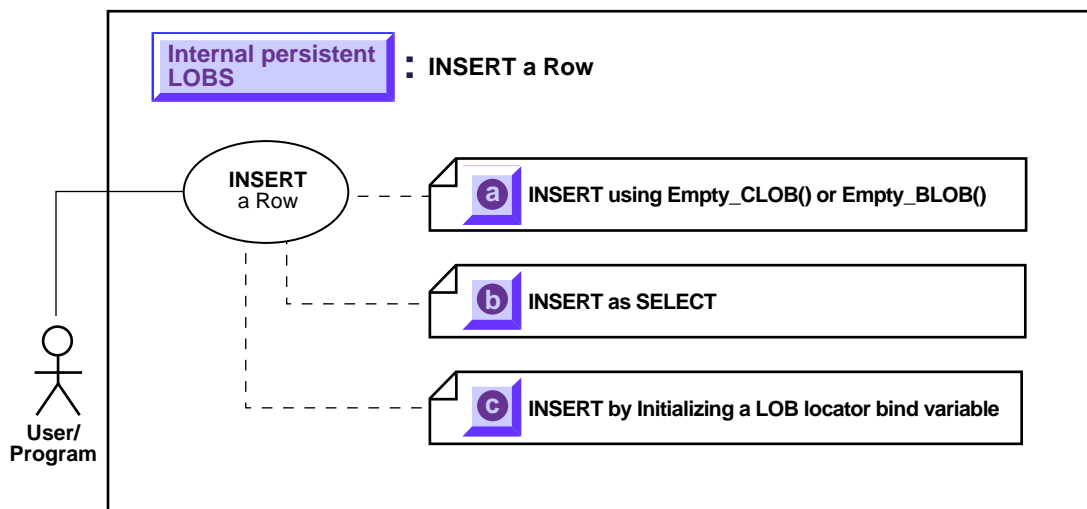 Internal persistent
LOBS
: INSERT a Row
INSERT
a Row
a INSERT using Empty_CLOB() or Empty_BLOB()
b INSERT as SELECT
c INSERT by Initializing a LOB locator bind variable
User/
Program